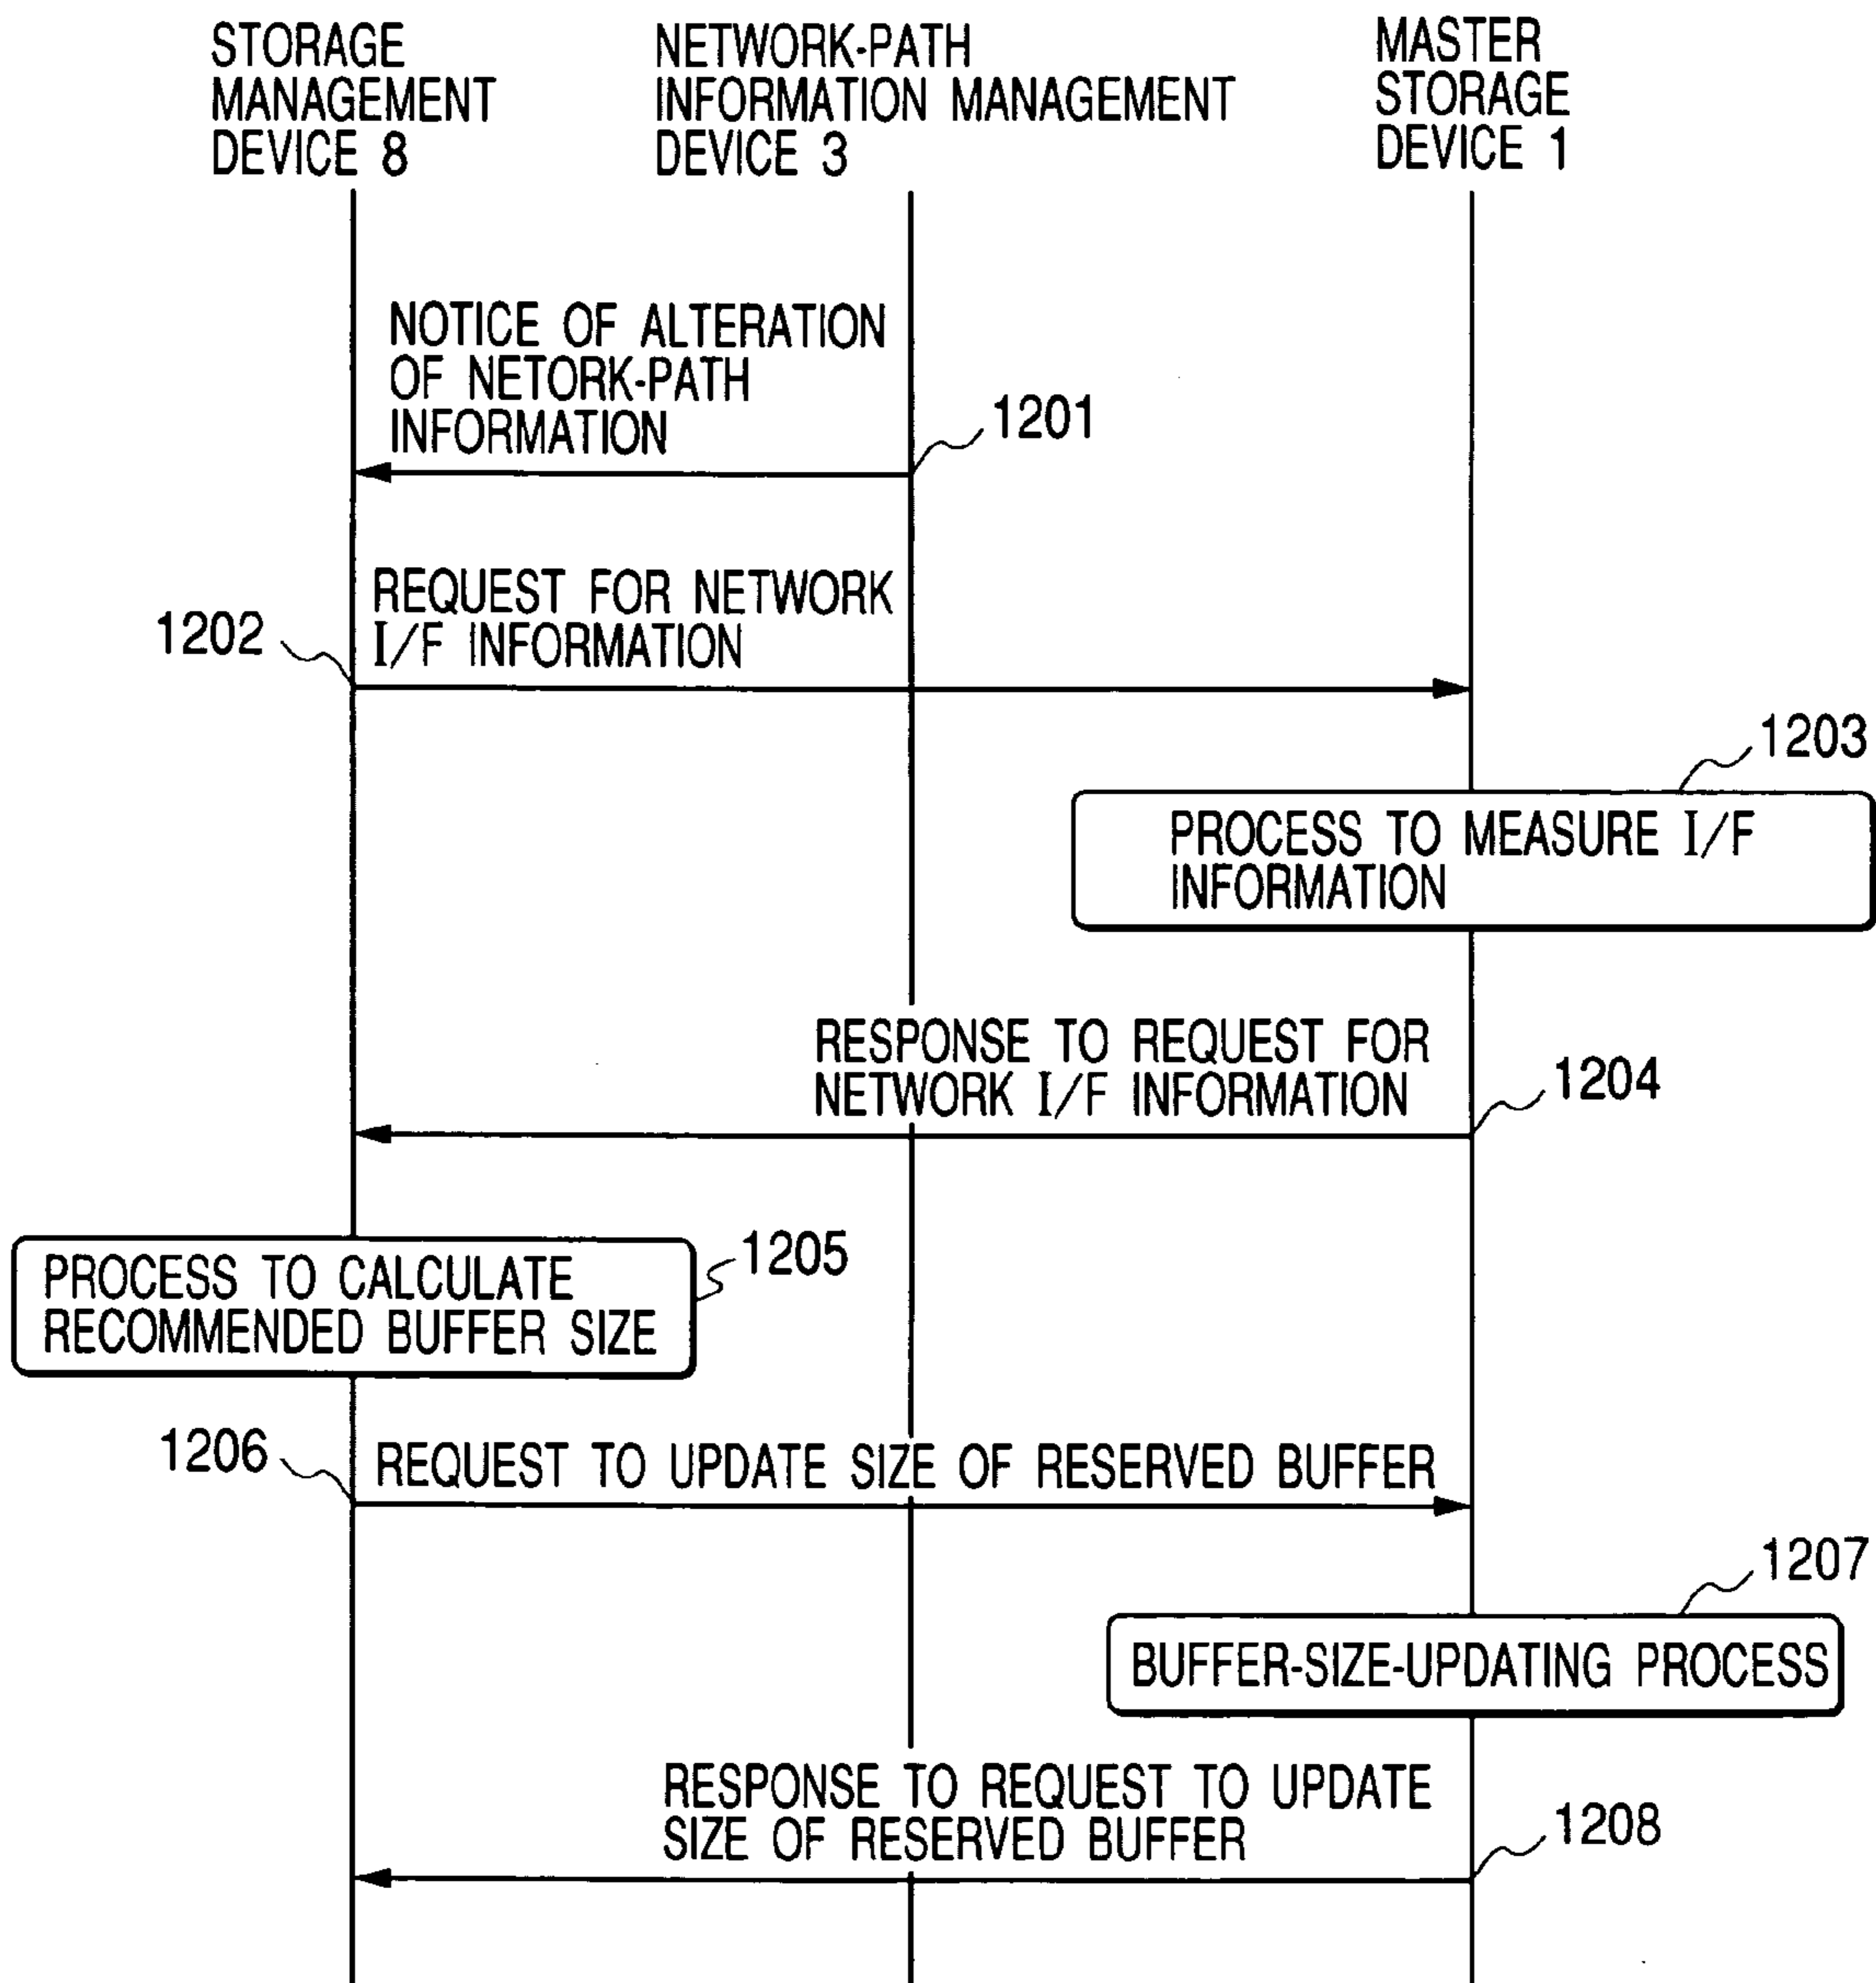 STORAGE
MANAGEMENT
DEVICE 8
NETWORK-PATH
INFORMATION MANAGEMENT
DEVICE 3
MASTER
STORAGE
DEVICE 1
NOTICE OF ALTERATION
OF NETORK-PATH
INFORMATION
1201
REQUEST FOR NETWORK
I/F INFORMATION
1202
1203
PROCESS TO MEASURE I/F
INFORMATION
RESPONSE TO REQUEST FOR
NETWORK I/F INFORMATION
1204
PROCESS TO CALCULATE
RECOMMENDED BUFFER SIZE
1205
1206
REQUEST TO UPDATE SIZE OF RESERVED BUFFER
1207
BUFFER-SIZE-UPDATING PROCESS
RESPONSE TO REQUEST TO UPDATE
SIZE OF RESERVED BUFFER
1208